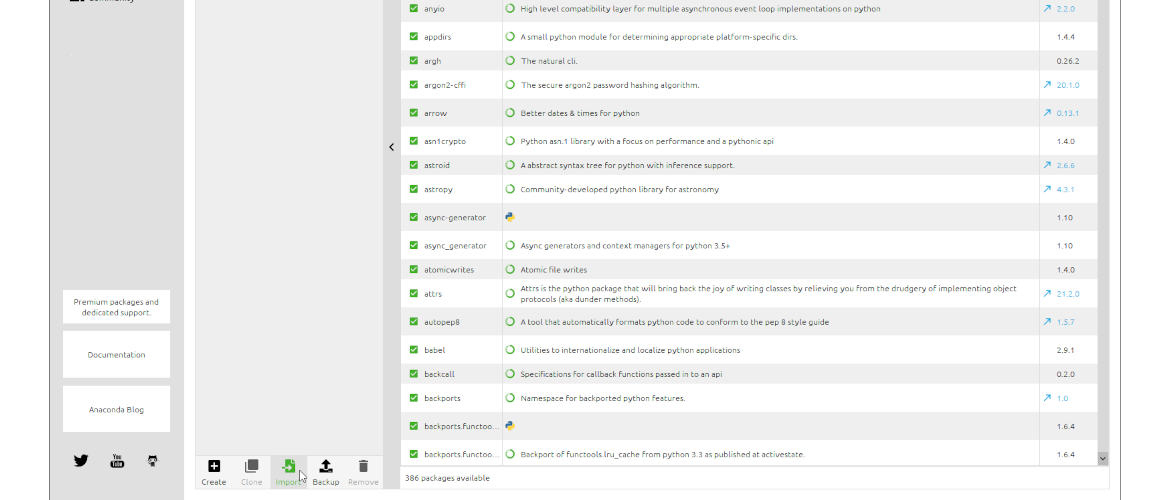 anyio High level compatibility layer for multiple asynchronous event loop implementations on python 2.2.0
appdirs A small python module for determining appropriate platform-specific dirs. 1.4.4
argh The natural cli. 0.26.2
argon2-cffi The secure argon2 password hashing algorithm. 20.1.0
arrow Better dates & times for python 0.13.1
asn1crypto Python asn.1 library with a focus on performance and a pythonic api 1.4.0
astroid A abstract syntax tree for python with inference support. 2.6.6
astropy Community-developed python library for astronomy 4.3.1
async-generator 1.10
async_generator Async generators and context managers for python 3.5+ 1.10
atomicwrites Atomic file writes 1.4.0
attrs Attrs is the python package that will bring back the joy of writing classes by relieving you from the drudgery of implementing object
protocols (aka dunder methods). 21.2.0
autopep8 A tool that automatically formats python code to conform to the pep 8 style guide 1.5.7
babel Utilities to internationalize and localize python applications 2.9.1
backcall Specifications for callback functions passed in to an api 0.2.0
backports Namespace for backported python features. 1.0
backports.functoo... 1.6.4
backports.functoo... Backport of functools.lru_cache from python 3.3 as published at activestate. 1.6.4
386 packages available
Premium packages and
dedicated support.
Documentation
Anaconda Blog
You
Tube
Create Clone Import Backup Remove